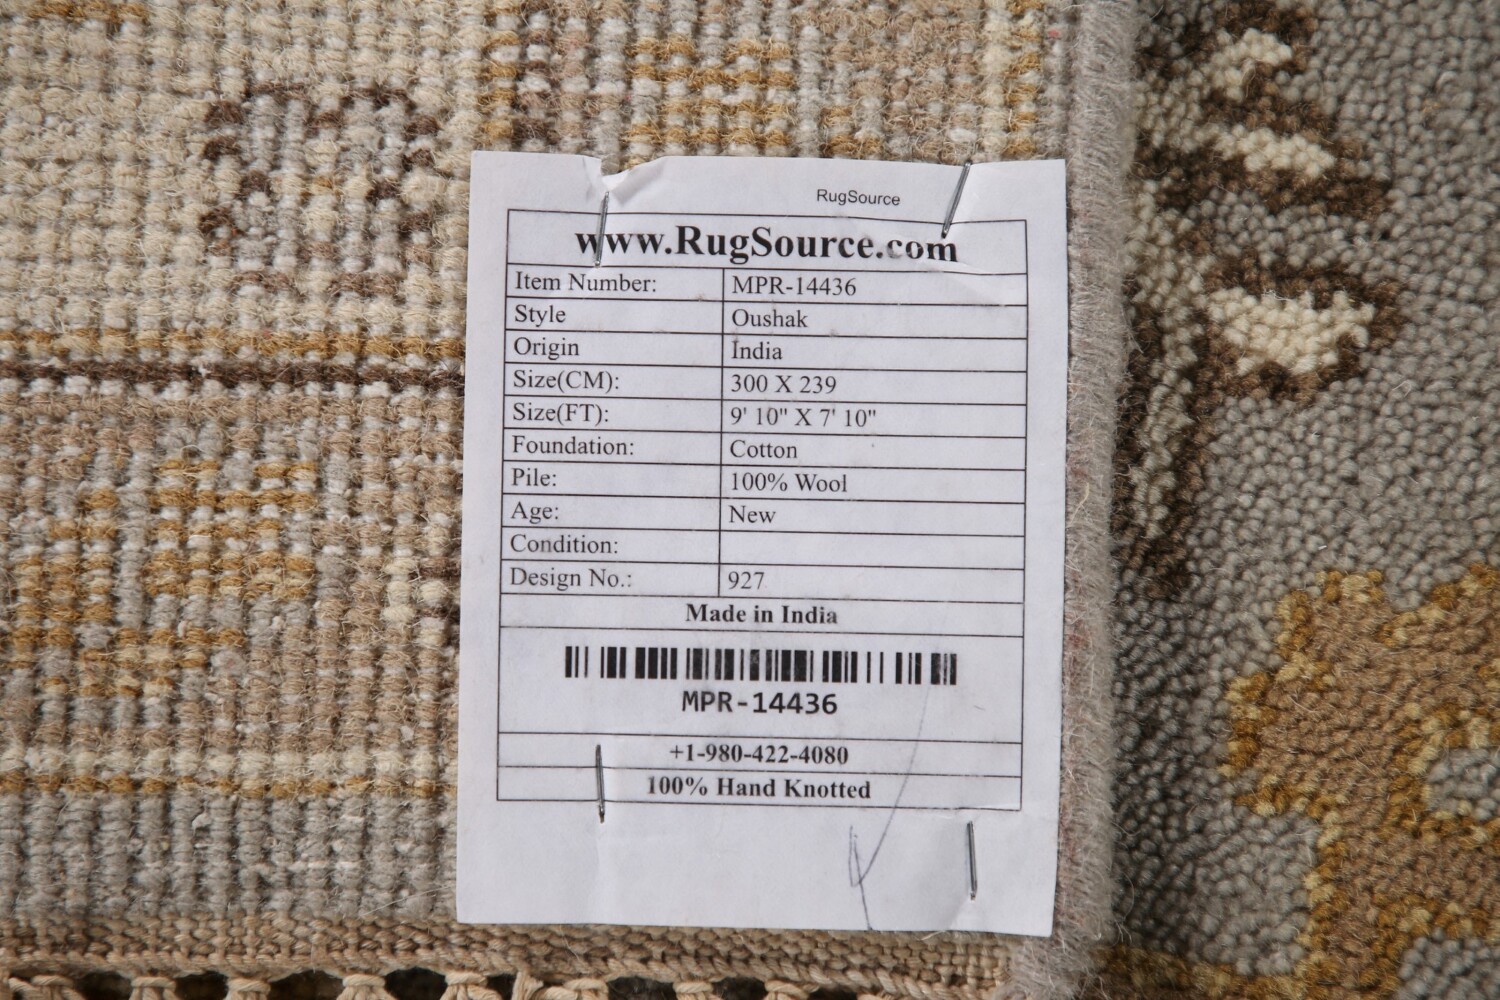 RugSource
www.RugSource.com
Item Number: MPR-14436
Style Oushak
Origin India
Size(CM): 300 X 239
Size(FT): 9' 10" X 7' 10"
Foundation: Cotton
Pile: 100% Wool
Age: New
Condition:
Design No.: 927
Made in India
MPR-14436
+1-980-422-4080
100% Hand Knotted